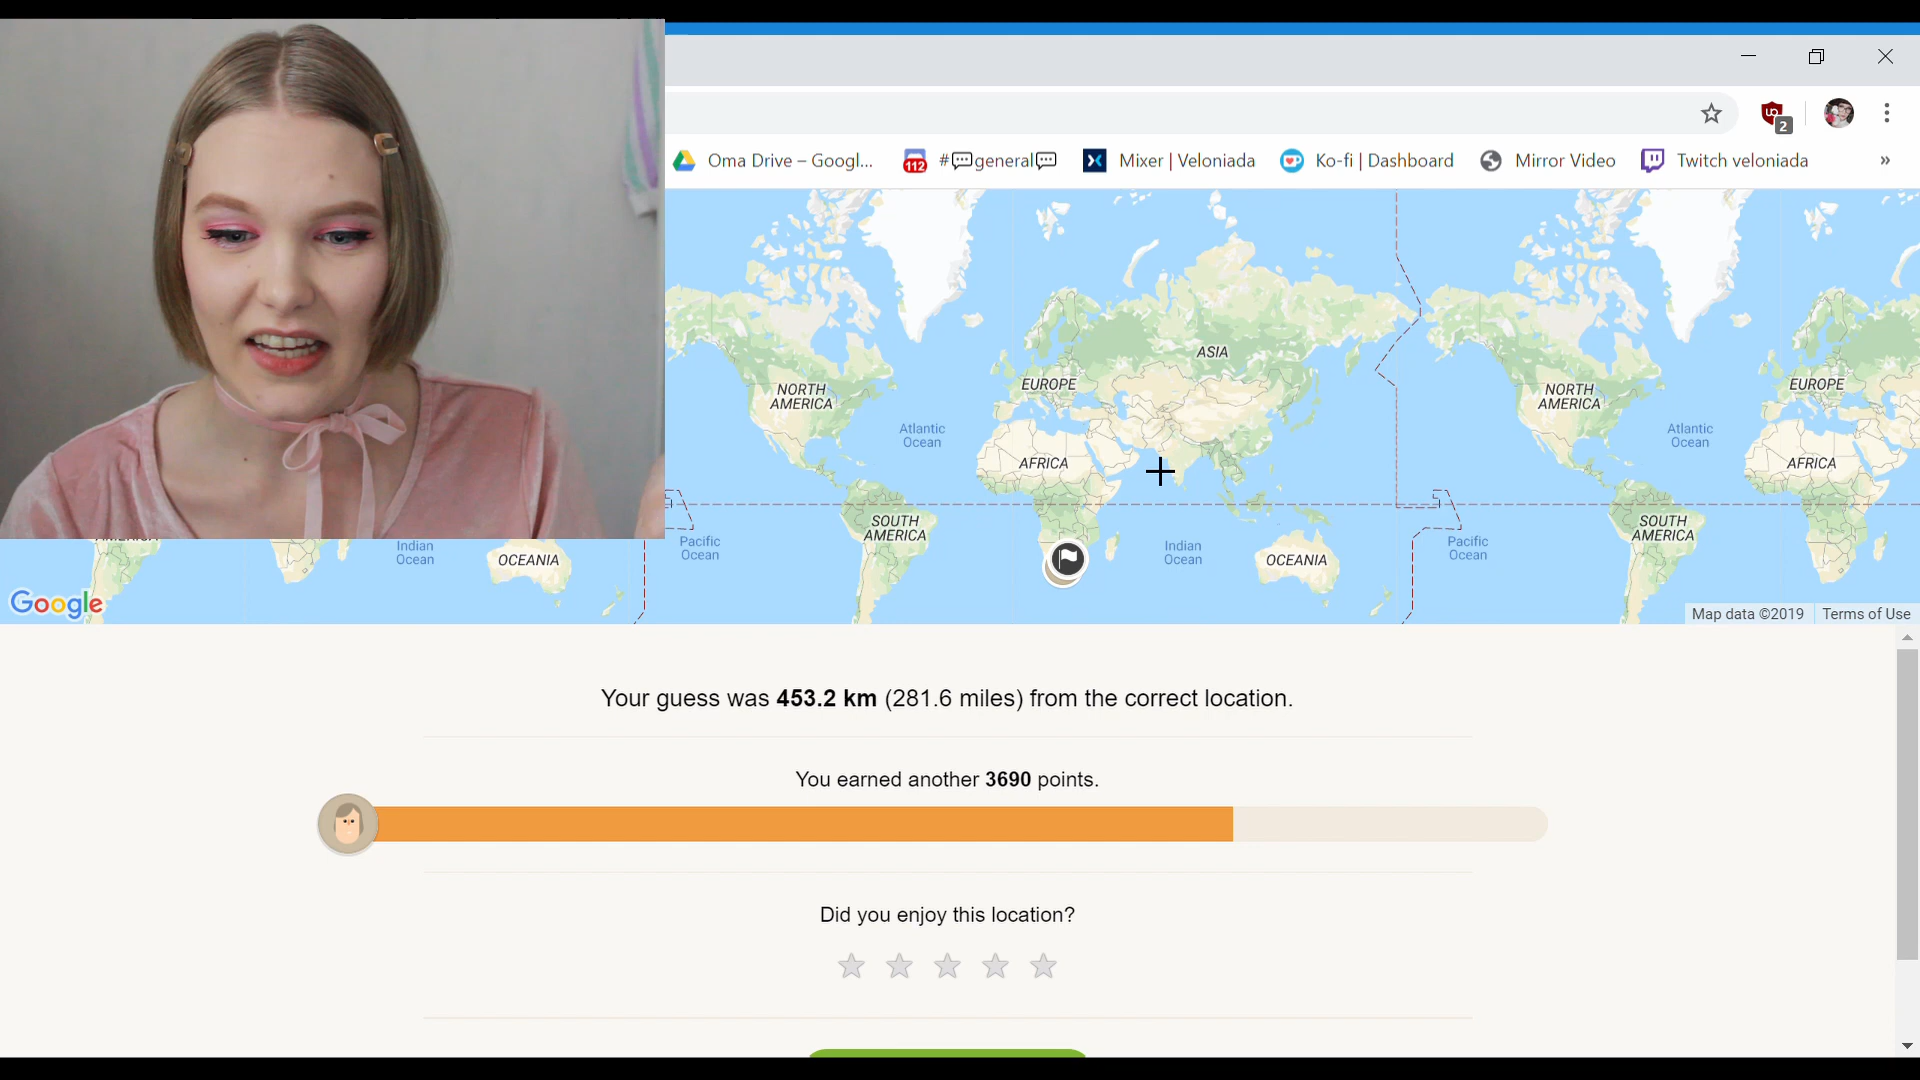 2
Oma Drive – Googl...
112
#💬general💬
Mixer | Veloniada
Ko-fi | Dashboard
Mirror Video
Twitch veloniada
»
ASIA
NORTH AMERICA
EUROPE
NORTH AMERICA
EUROPE
Atlantic Ocean
Atlantic Ocean
AFRICA
AFRICA
SOUTH AMERICA
SOUTH AMERICA
AMERICA
Indian Ocean
OCEANIA
Pacific Ocean
Indian Ocean
OCEANIA
Pacific Ocean
Google
Map data ©2019
Terms of Use
Your guess was 453.2 km (281.6 miles) from the correct location.
You earned another 3690 points.
Did you enjoy this location?